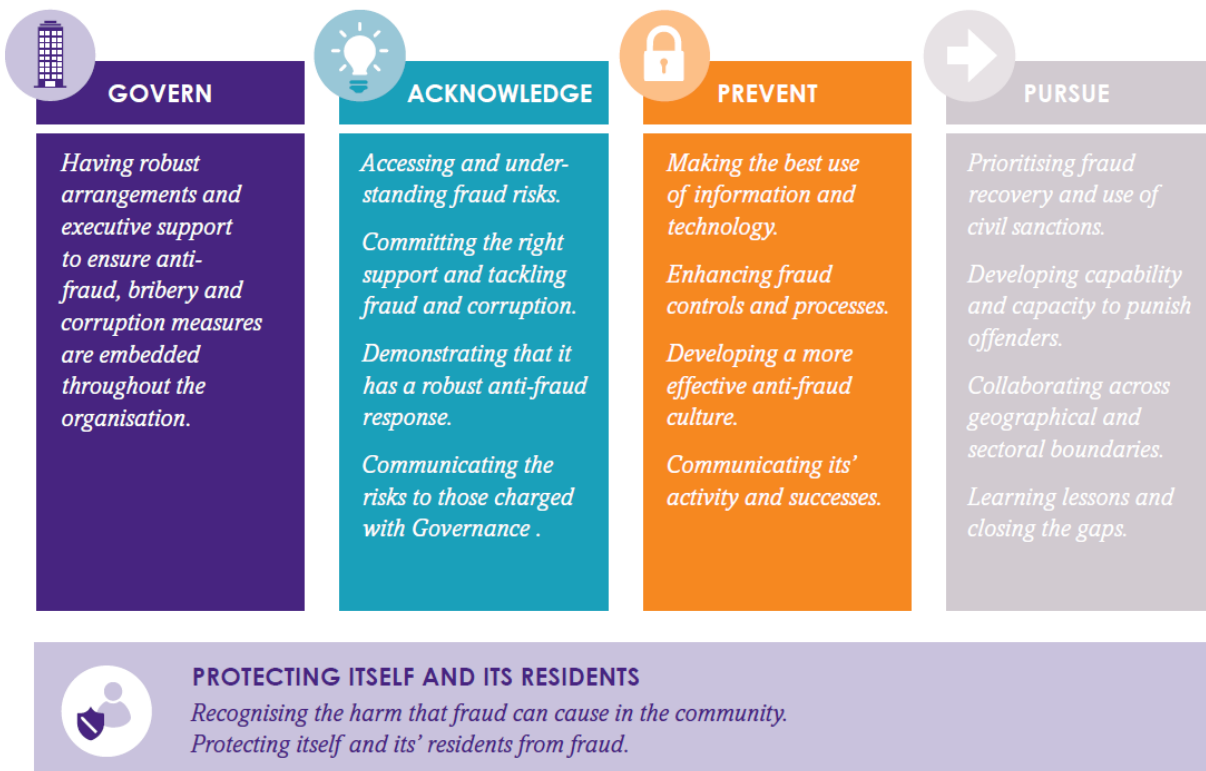 GOVERN
Having robust
arrangements and
executive support
to ensure anti-
fraud, bribery and
corruption measures
are embedded
throughout the
organisation.
ACKNOWLEDGE
Accessing and under-
standing fraud risks.
Committing the right
support and tackling
fraud and corruption.
Demonstrating that it
has a robust anti-fraud
response.
Communicating the
risks to those charged
with Governance .
PREVENT
Making the best use
of information and
technology.
Enhancing fraud
controls and processes.
Developing a more
effective anti-fraud
culture.
Communicating its’
activity and successes.
PURSUE
Prioritising fraud
recovery and use of
civil sanctions.
Developing capability
and capacity to punish
offenders.
Collaborating across
geographical and
sectoral boundaries.
Learning lessons and
closing the gaps.
PROTECTING ITSELF AND ITS RESIDENTS
Recognising the harm that fraud can cause in the community.
Protecting itself and its’ residents from fraud.